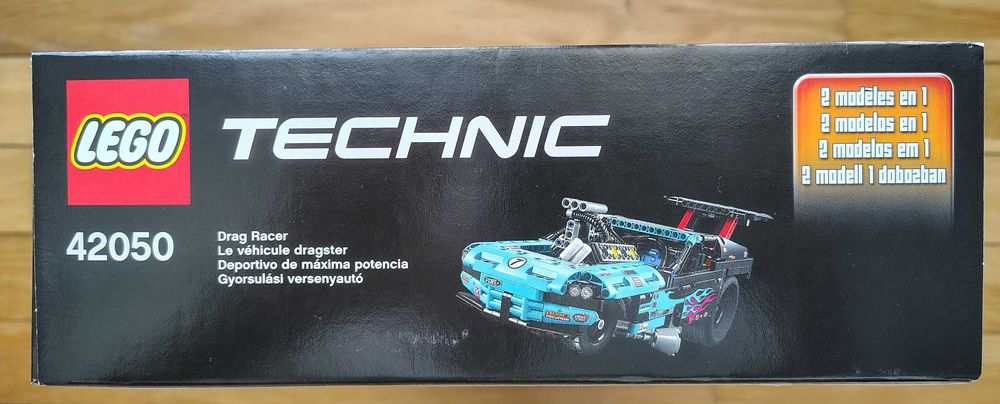 LEGO
TECHNIC
42050
Drag Racer
Le véhicule dragster
Deportivo de máxima potencia
Gyorsulási versenyautó
2 modèles en 1
2 modelos en 1
2 modelos em 1
2 modell 1 dobozban